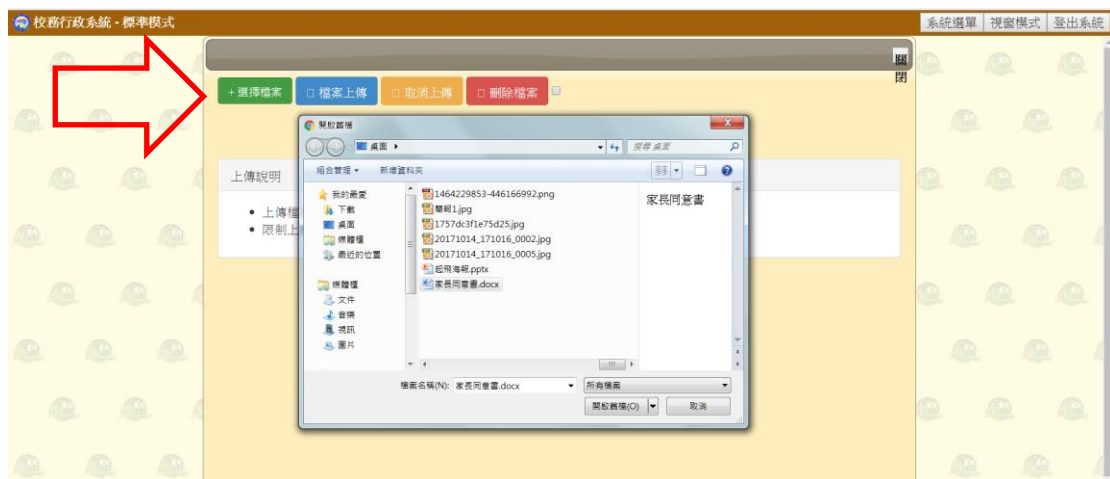 校務行政系統 - 標準模式
系統選單 視窗模式 登出系統
關閉
+ 選擇檔案 □ 檔案上傳 □ 取消上傳 □ 刪除檔案
開啟舊檔
桌面
搜尋 桌面
組合管理 新增資料夾
上傳說明
上傳檔
限制上
我的最愛
下載
桌面
媒體櫃
最近的位置
媒體櫃
文件
音樂
視訊
圖片
1464229853-446166992.png
簡報1.jpg
1757dc3f1e75d25.jpg
20171014_171016_0002.jpg
20171014_171016_0005.jpg
起飛海報.pptx
家長同意書.docx
家長同意書
檔案名稱(N): 家長同意書.docx 所有檔案
開啟舊檔(O) 取消